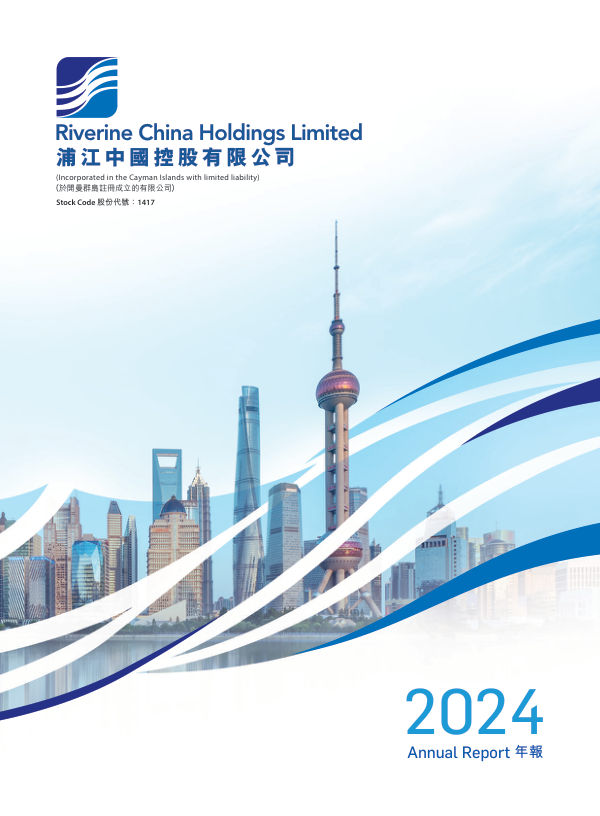 Riverine China Holdings Limited
浦江中國控股有限公司
(Incorporated in the Cayman Islands with limited liability)
(於開曼群島註冊成立的有限公司)
Stock Code 股份代號：1417
2024
Annual Report 年報